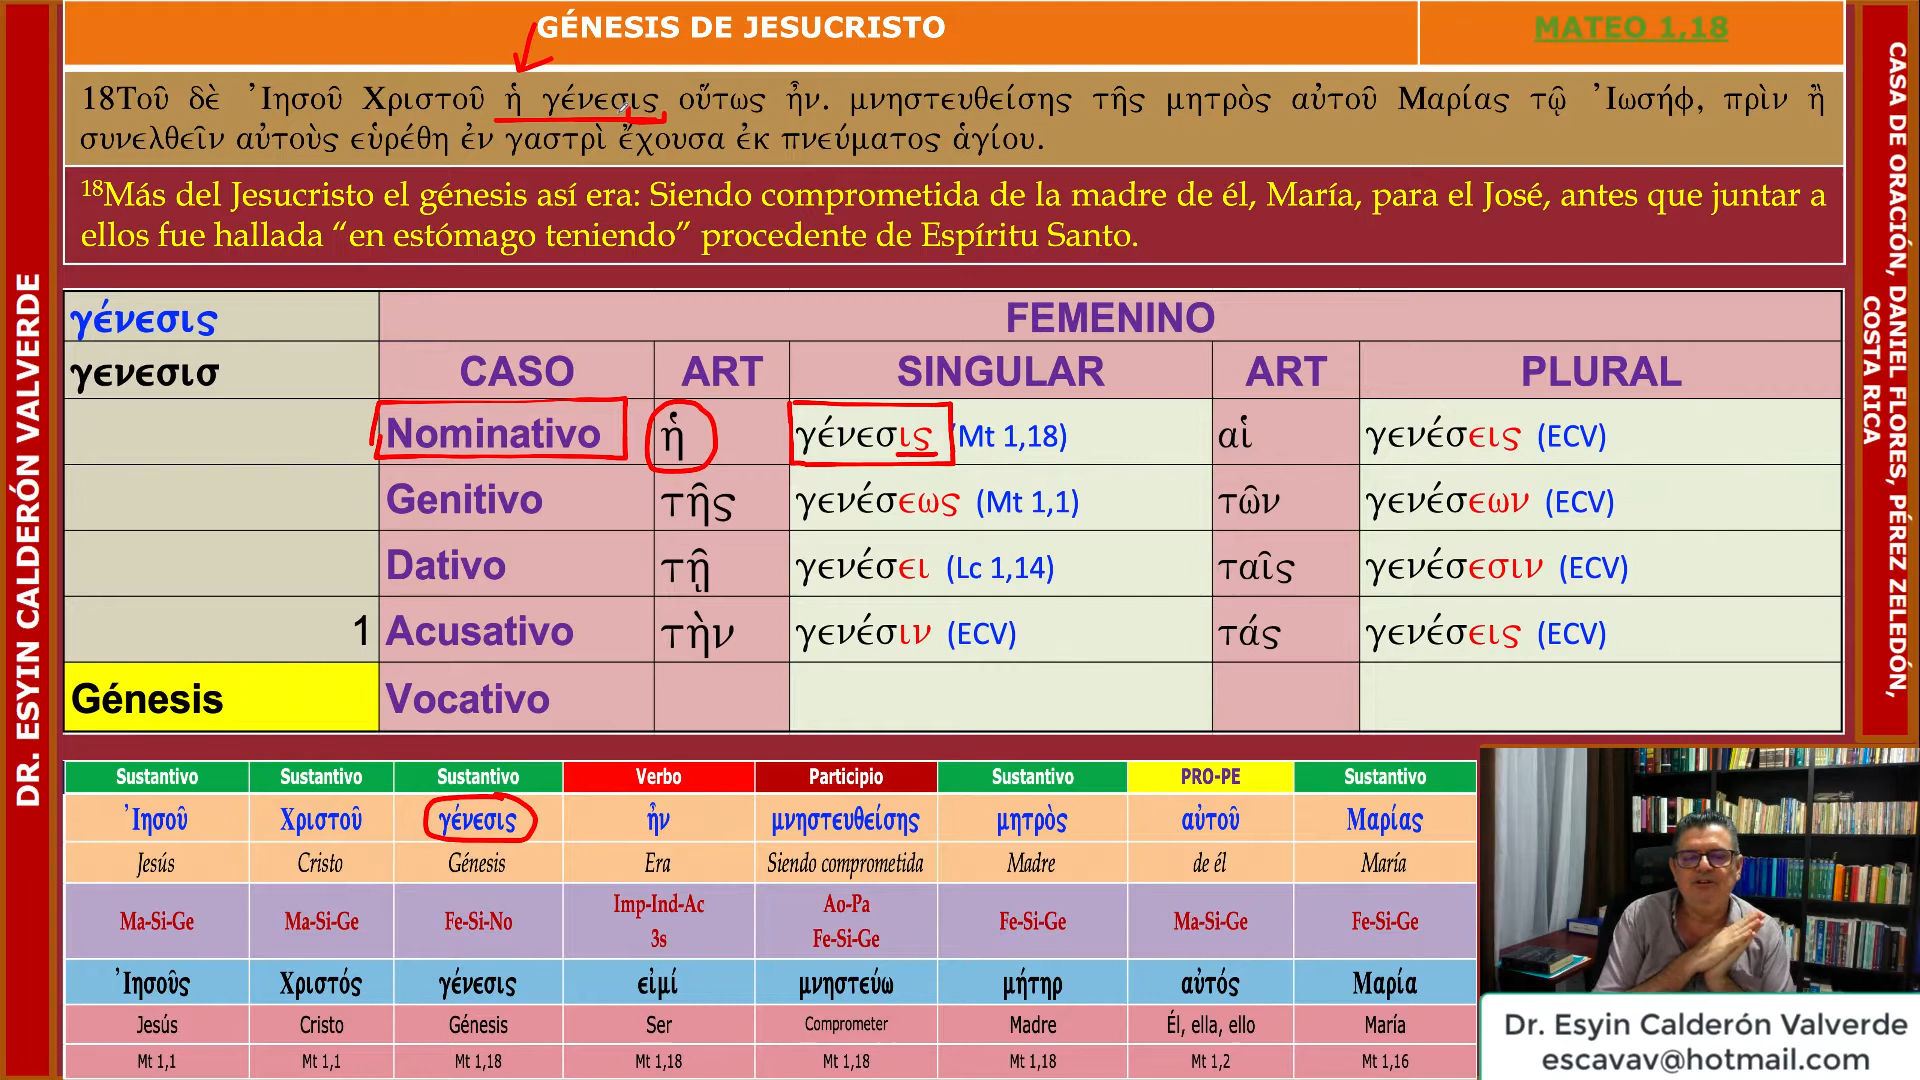 GÉNESIS DE JESUCRISTO
MATEO 1,18
18Τοῦ δὲ Ἰησοῦ Χριστοῦ ἡ γένεσις οὕτως ἦν. μνηστευθείσης τῆς μητρὸς αὐτοῦ Μαρίας τῷ Ἰωσήφ, πρὶν ἢ
συνελθεῖν αὐτοὺς εὑρέθη ἐν γαστρὶ ἔχουσα ἐκ πνεύματος ἁγίου.
18Más del Jesucristo el génesis así era: Siendo comprometida de la madre de él, María, para el José, antes que juntar a
ellos fue hallada “en estómago teniendo” procedente de Espíritu Santo.
γένεσις FEMENINO
γενεσισ CASO ART SINGULAR ART PLURAL
Nominativo ἡ γένεσις (Mt 1,18) αἱ γενέσεις (ECV)
Genitivo τῆς γενέσεως (Mt 1,1) τῶν γενέσεων (ECV)
Dativo τῇ γενέσει (Lc 1,14) ταῖς γενέσεσιν (ECV)
1 Acusativo τὴν γενέσιν (ECV) τάς γενέσεις (ECV)
Génesis Vocativo
Sustantivo Sustantivo Sustantivo Verbo Participio Sustantivo PRO-PE Sustantivo
Ἰησοῦ Χριστοῦ γένεσις ἦν μνηστευθείσης μητρὸς αὐτοῦ Μαρίας
Jesús Cristo Génesis Era Siendo comprometida Madre de él María
Ma-Si-Ge Ma-Si-Ge Fe-Si-No Imp-Ind-Ac 3s Ao-Pa Fe-Si-Ge Fe-Si-Ge Ma-Si-Ge Fe-Si-Ge
Ἰησοῦς Χριστός γένεσις εἰμί μνηστεύω μήτηρ αὐτός Μαρία
Jesús Cristo Génesis Ser Comprometer Madre Él, ella, ello María
Mt 1,1 Mt 1,1 Mt 1,18 Mt 1,18 Mt 1,18 Mt 1,18 Mt 1,2 Mt 1,16
DR. ESYIN CALDERÓN VALVERDE
CASA DE ORACIÓN, DANIEL FLORES, PÉREZ ZELEDÓN,
COSTA RICA
Dr. Esyin Calderón Valverde
escavav@hotmail.com